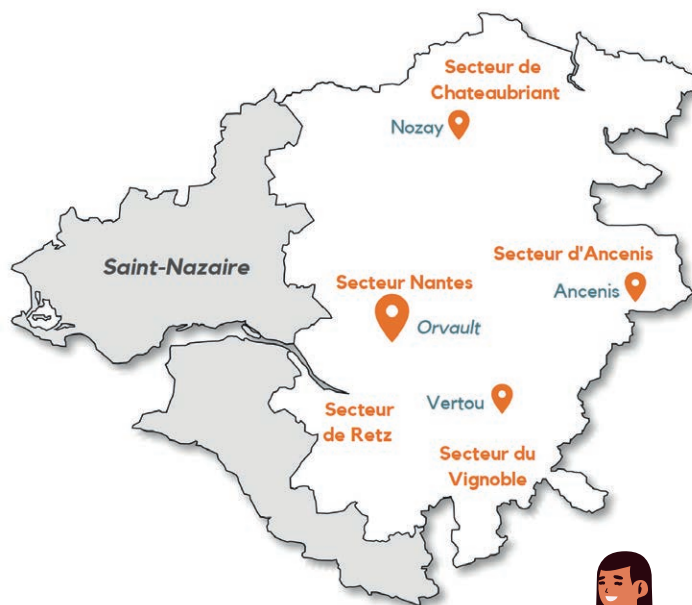 Secteur de
Chateaubriant
Nozay
Secteur d'Ancenis
Ancenis
Saint-Nazaire
Secteur Nantes
Orvault
Vertou
Secteur
de Retz
Secteur du
Vignoble